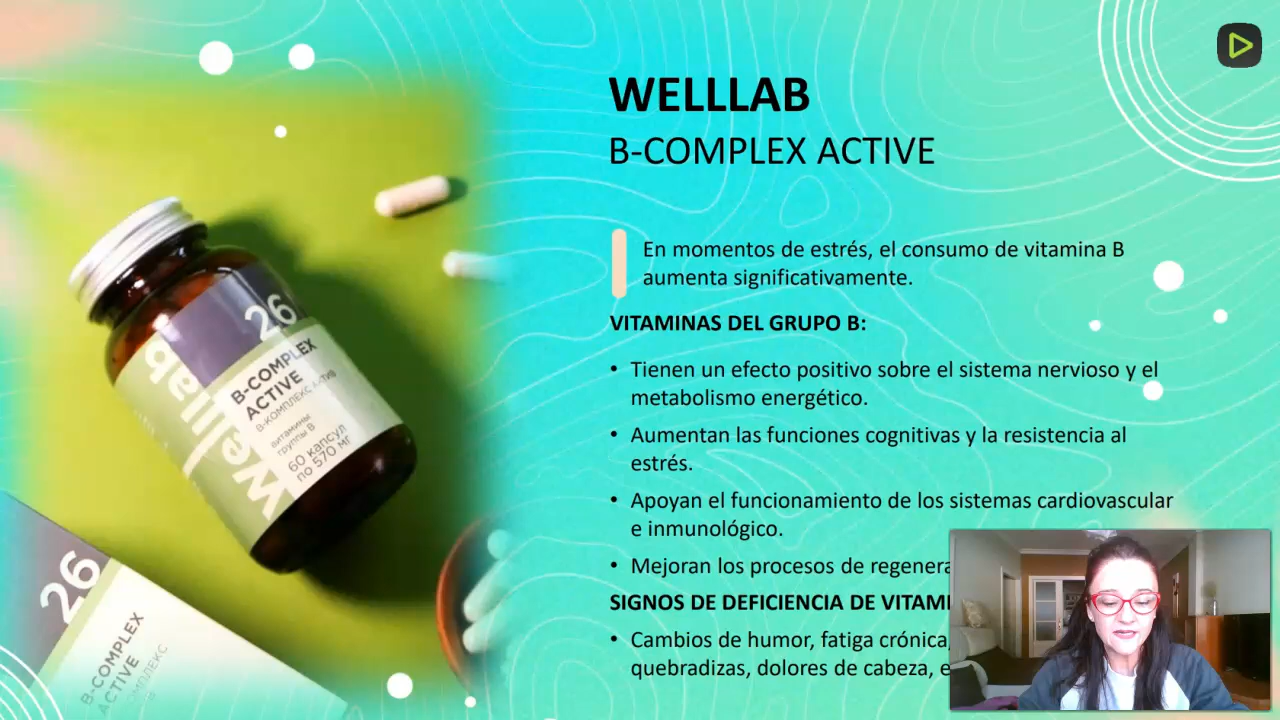 WELLLAB
B-COMPLEX ACTIVE
En momentos de estrés, el consumo de vitamina B
aumenta significativamente.
VITAMINAS DEL GRUPO B:
• Tienen un efecto positivo sobre el sistema nervioso y el
metabolismo energético.
• Aumentan las funciones cognitivas y la resistencia al
estrés.
• Apoyan el funcionamiento de los sistemas cardiovascular
e inmunológico.
• Mejoran los procesos de regenera
SIGNOS DE DEFICIENCIA DE VITAMI
• Cambios de humor, fatiga crónica,
quebradizas, dolores de cabeza, e
26
Welllab
B-COMPLEX
ACTIVE
В-КОМПЛЕКС АКТИВ
витамины
группы В
60 капсул
по 570 мг
26
B-COMPLEX
ACTIVE